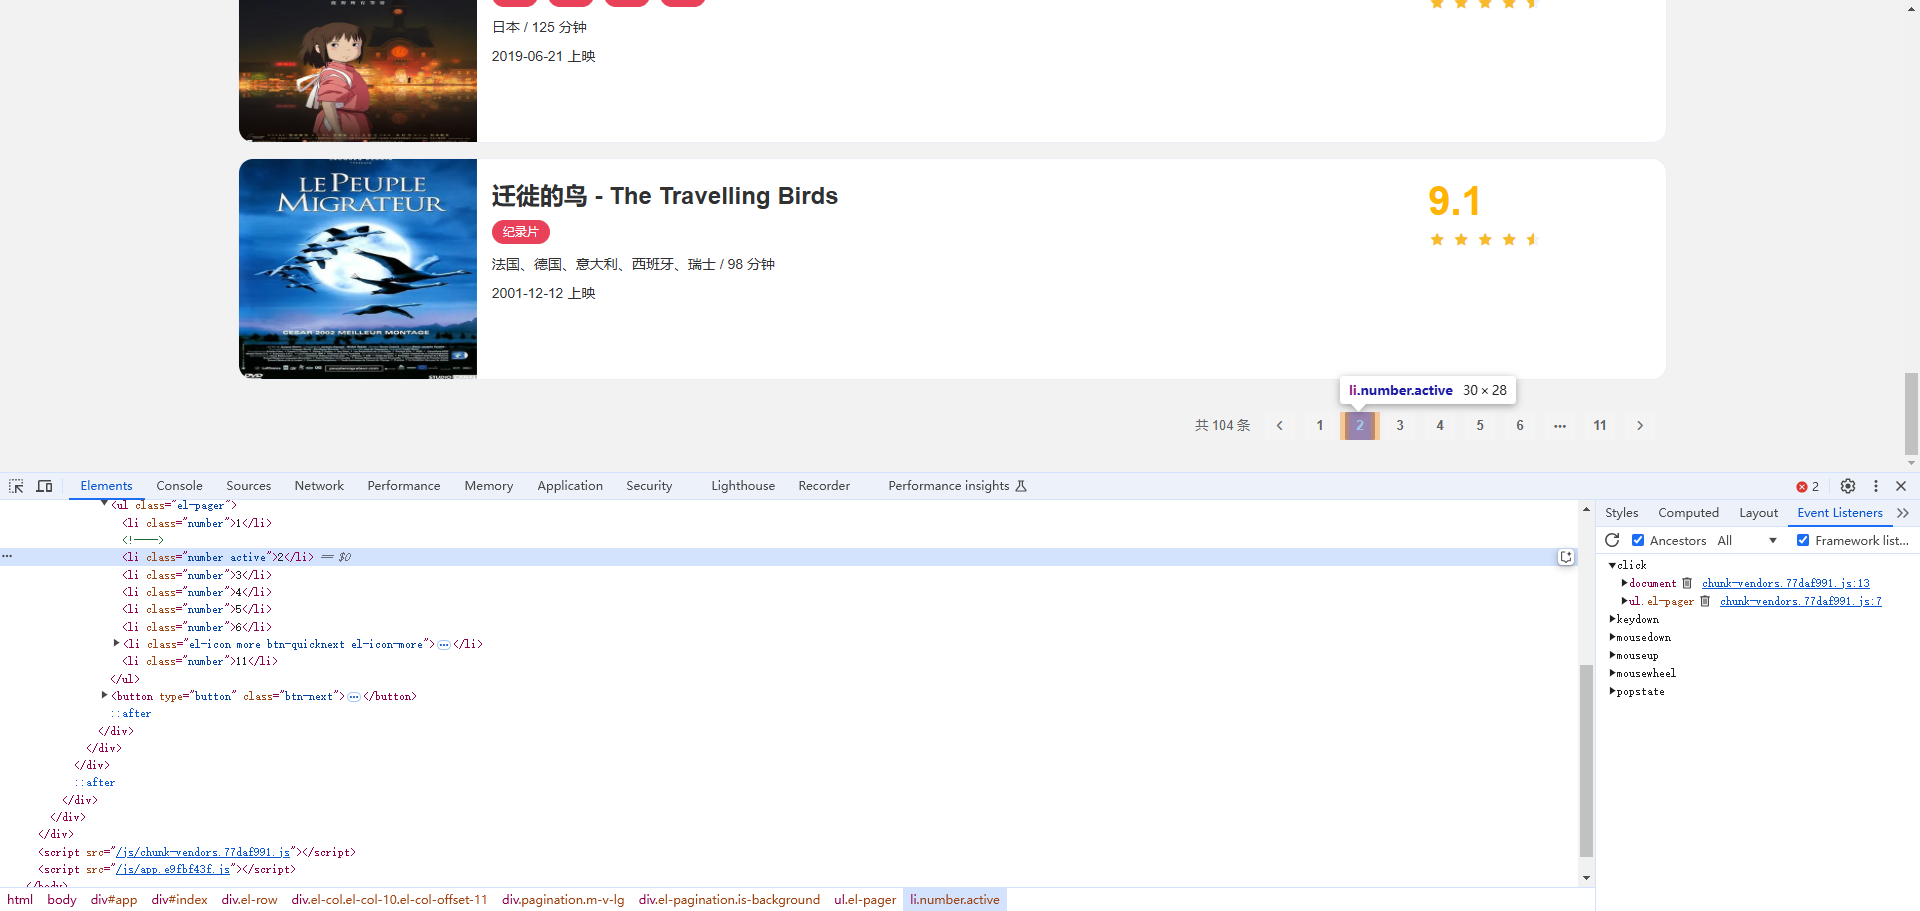 日本 / 125 分钟
2019-06-21 上映
LE PEUPLE
MIGRATEUR
CESAR 2002 MEILLEUR MONTAGE
迁徙的鸟 - The Travelling Birds
纪录片
法国、德国、意大利、西班牙、瑞士 / 98 分钟
2001-12-12 上映
9.1
li.number.active 30 × 28
共 104 条 1 2 3 4 5 6 ••• 11
Elements Console Sources Network Performance Memory Application Security Lighthouse Recorder Performance insights 2
<ul class="el-pager">
<li class="number">1</li>
<!---->
<li class="number active">2</li> == $0
<li class="number">3</li>
<li class="number">4</li>
<li class="number">5</li>
<li class="number">6</li>
<li class="el-icon more btn-quicknext el-icon-more">…</li>
<li class="number">11</li>
</ul>
<button type="button" class="btn-next">…</button>
::after
</div>
</div>
</div>
::after
</div>
</div>
</div>
<script src="/js/chunk-vendors.77daf991.js"></script>
<script src="/js/app.e9fbf43f.js"></script>
</body>
html body div#app div#index div.el-row div.el-col.el-col-10.el-col-offset-11 div.pagination.m-v-lg div.el-pagination.is-background ul.el-pager li.number.active
Styles Computed Layout Event Listeners
Ancestors All Framework list...
click
document chunk-vendors.77daf991.js:13
ul.el-pager chunk-vendors.77daf991.js:7
keydown
mousedown
mouseup
mousewheel
popstate